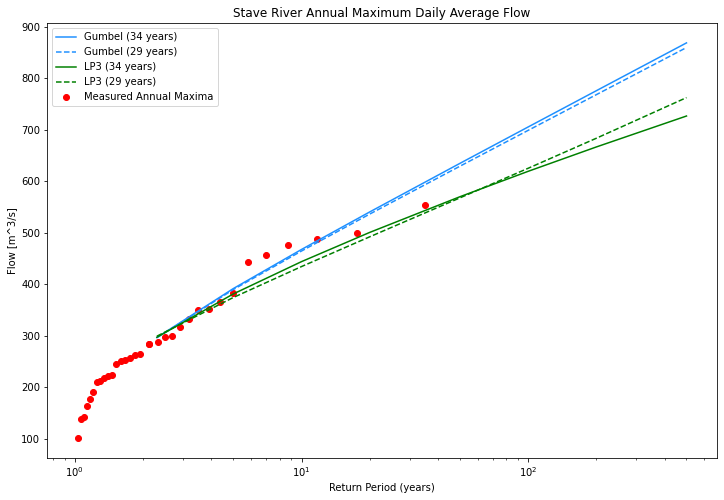 Stave River Annual Maximum Daily Average Flow
Gumbel (34 years)
Gumbel (29 years)
LP3 (34 years)
LP3 (29 years)
Measured Annual Maxima
900
800
700
600
500
400
300
200
100
Flow [m^3/s]
10^0
10^1
10^2
Return Period (years)